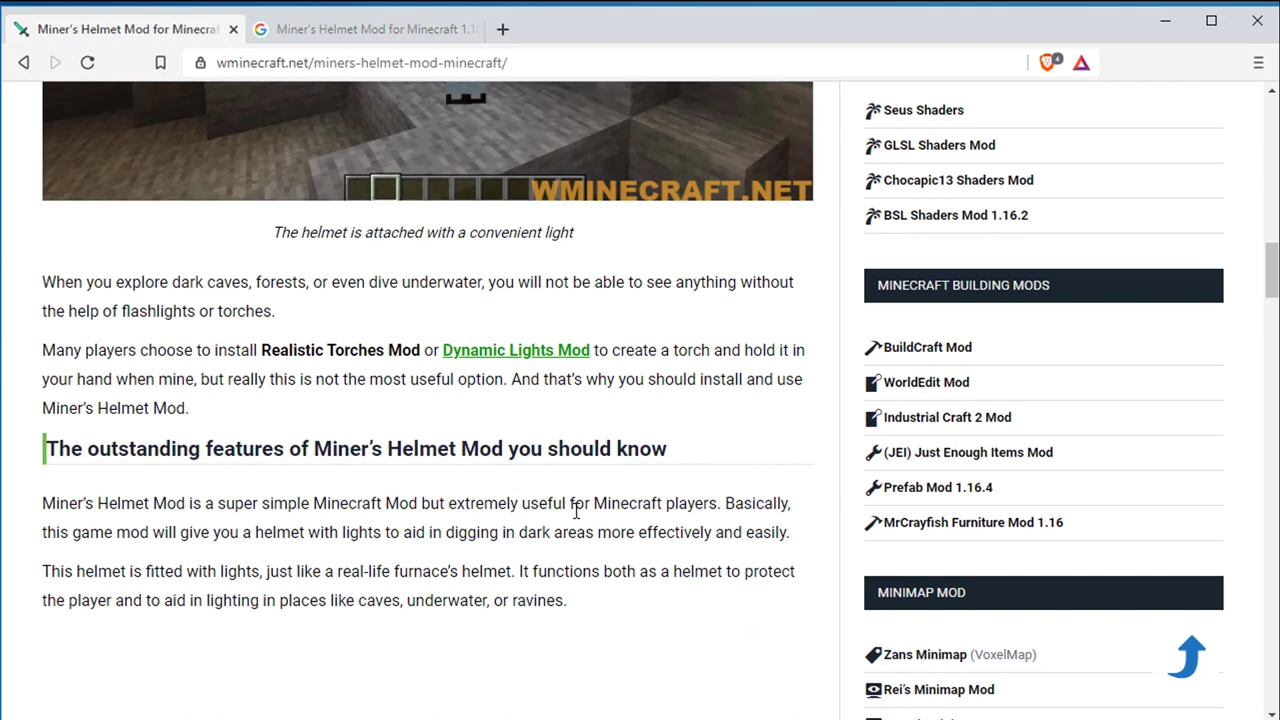 Miner's Helmet Mod for Minecraf
Miner's Helmet Mod for Minecraft 1.1
wminecraft.net/miners-helmet-mod-minecraft/
4
WMINECRAFT.NET
The helmet is attached with a convenient light
When you explore dark caves, forests, or even dive underwater, you will not be able to see anything without
the help of flashlights or torches.
Many players choose to install Realistic Torches Mod or Dynamic Lights Mod to create a torch and hold it in
your hand when mine, but really this is not the most useful option. And that's why you should install and use
Miner's Helmet Mod.
The outstanding features of Miner's Helmet Mod you should know
Miner's Helmet Mod is a super simple Minecraft Mod but extremely useful for Minecraft players. Basically,
this game mod will give you a helmet with lights to aid in digging in dark areas more effectively and easily.
This helmet is fitted with lights, just like a real-life furnace's helmet. It functions both as a helmet to protect
the player and to aid in lighting in places like caves, underwater, or ravines.
Seus Shaders
GLSL Shaders Mod
Chocapic13 Shaders Mod
BSL Shaders Mod 1.16.2
MINECRAFT BUILDING MODS
BuildCraft Mod
WorldEdit Mod
Industrial Craft 2 Mod
(JEI) Just Enough Items Mod
Prefab Mod 1.16.4
MrCrayfish Furniture Mod 1.16
MINIMAP MOD
Zans Minimap (VoxelMap)
Rei's Minimap Mod